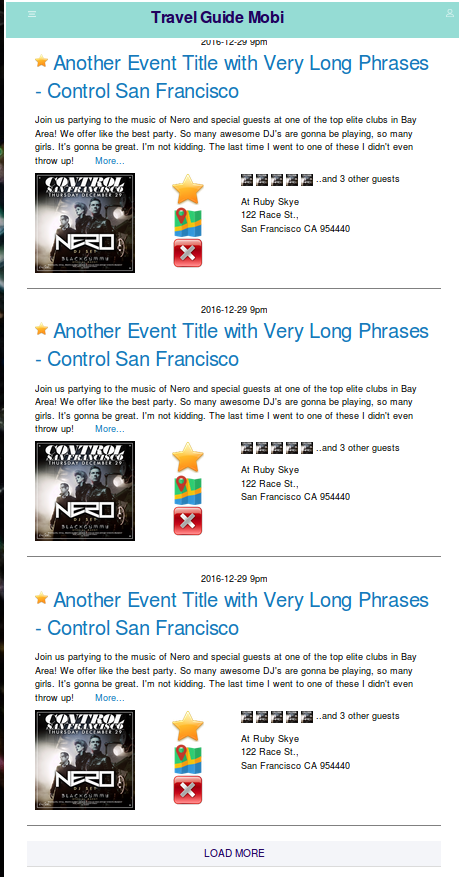 Travel Guide Mobi
2016-12-29 9pm
Another Event Title with Very Long Phrases
- Control San Francisco
Join us partying to the music of Nero and special guests at one of the top elite clubs in Bay
Area! We offer like the best party. So many awesome DJ's are gonna be playing, so many
girls. It's gonna be great. I'm not kidding. The last time I went to one of these I didn't even
throw up! More...
CONTROL
SAN FRANCISCO
THURSDAY DECEMBER 29
NERO
DJ SET
BLACKGUMMY
..and 3 other guests
At Ruby Skye
122 Race St.,
San Francisco CA 954440
2016-12-29 9pm
Another Event Title with Very Long Phrases
- Control San Francisco
Join us partying to the music of Nero and special guests at one of the top elite clubs in Bay
Area! We offer like the best party. So many awesome DJ's are gonna be playing, so many
girls. It's gonna be great. I'm not kidding. The last time I went to one of these I didn't even
throw up! More...
CONTROL
SAN FRANCISCO
THURSDAY DECEMBER 29
NERO
DJ SET
BLACKGUMMY
..and 3 other guests
At Ruby Skye
122 Race St.,
San Francisco CA 954440
2016-12-29 9pm
Another Event Title with Very Long Phrases
- Control San Francisco
Join us partying to the music of Nero and special guests at one of the top elite clubs in Bay
Area! We offer like the best party. So many awesome DJ's are gonna be playing, so many
girls. It's gonna be great. I'm not kidding. The last time I went to one of these I didn't even
throw up! More...
CONTROL
SAN FRANCISCO
THURSDAY DECEMBER 29
NERO
DJ SET
BLACKGUMMY
..and 3 other guests
At Ruby Skye
122 Race St.,
San Francisco CA 954440
LOAD MORE